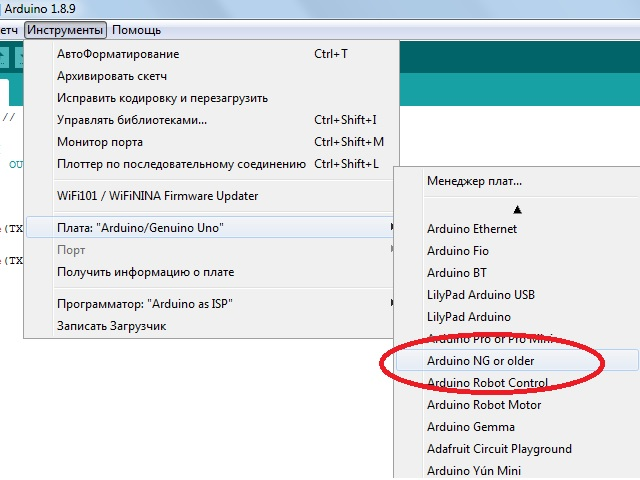 Arduino 1.8.9
етч Инструменты Помощь
АвтоФорматирование Ctrl+T
Архивировать скетч
Исправить кодировку и перезагрузить
Управлять библиотеками... Ctrl+Shift+I
Монитор порта Ctrl+Shift+M
Плоттер по последовательному соединению Ctrl+Shift+L
WiFi101 / WiFiNINA Firmware Updater
Плата: "Arduino/Genuino Uno"
Порт
Получить информацию о плате
Программатор: "Arduino as ISP"
Записать Загрузчик
//
OU
(TX
(TX
Менеджер плат...
Arduino Ethernet
Arduino Fio
Arduino BT
LilyPad Arduino USB
LilyPad Arduino
Arduino Pro or Pro Mini
Arduino NG or older
Arduino Robot Control
Arduino Robot Motor
Arduino Gemma
Adafruit Circuit Playground
Arduino Yún Mini